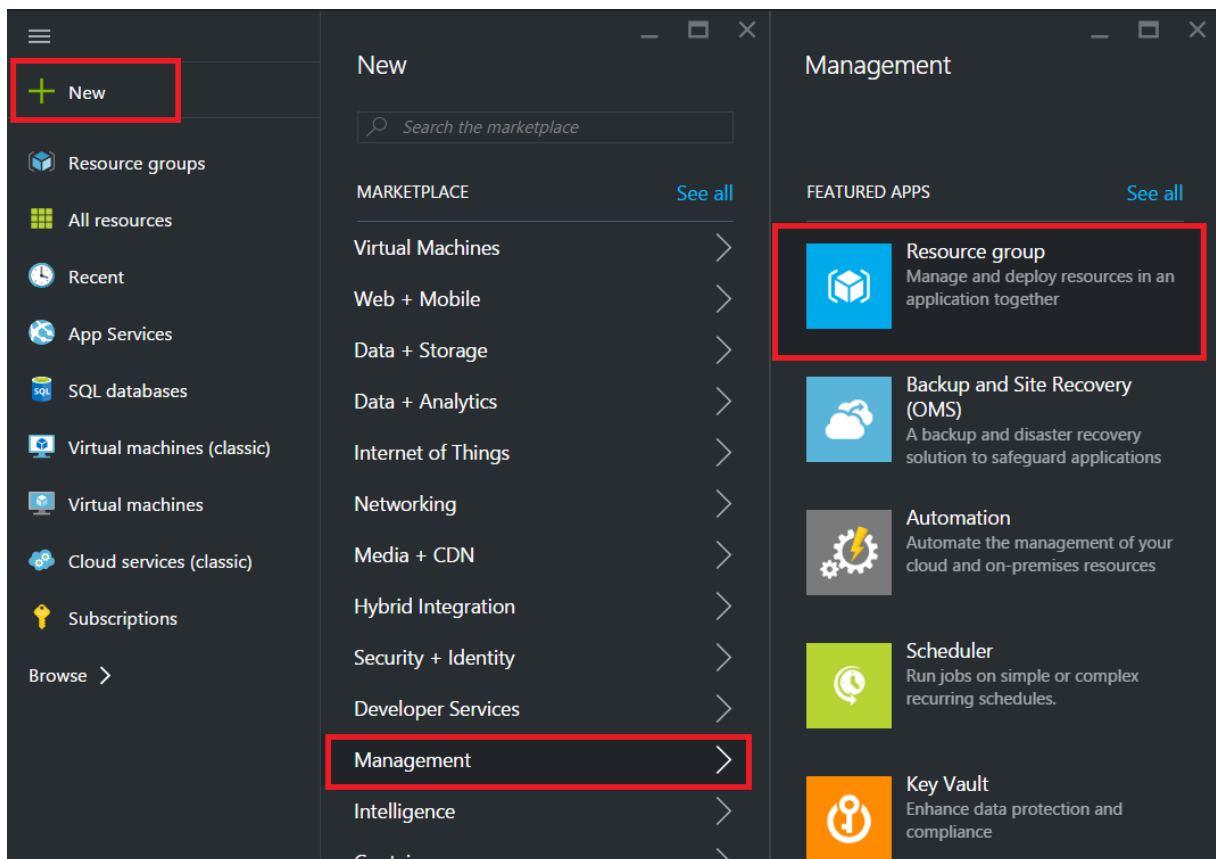 New
Resource groups
All resources
Recent
App Services
SQL
SQL databases
Virtual machines (classic)
Virtual machines
Cloud services (classic)
Subscriptions
Browse
New
Search the marketplace
MARKETPLACE
See all
Virtual Machines
Web + Mobile
Data + Storage
Data + Analytics
Internet of Things
Networking
Media + CDN
Hybrid Integration
Security + Identity
Developer Services
Management
Intelligence
Management
FEATURED APPS
See all
Resource group
Manage and deploy resources in an
application together
Backup and Site Recovery
(OMS)
A backup and disaster recovery
solution to safeguard applications
Automation
Automate the management of your
cloud and on-premises resources
Scheduler
Run jobs on simple or complex
recurring schedules.
Key Vault
Enhance data protection and
compliance